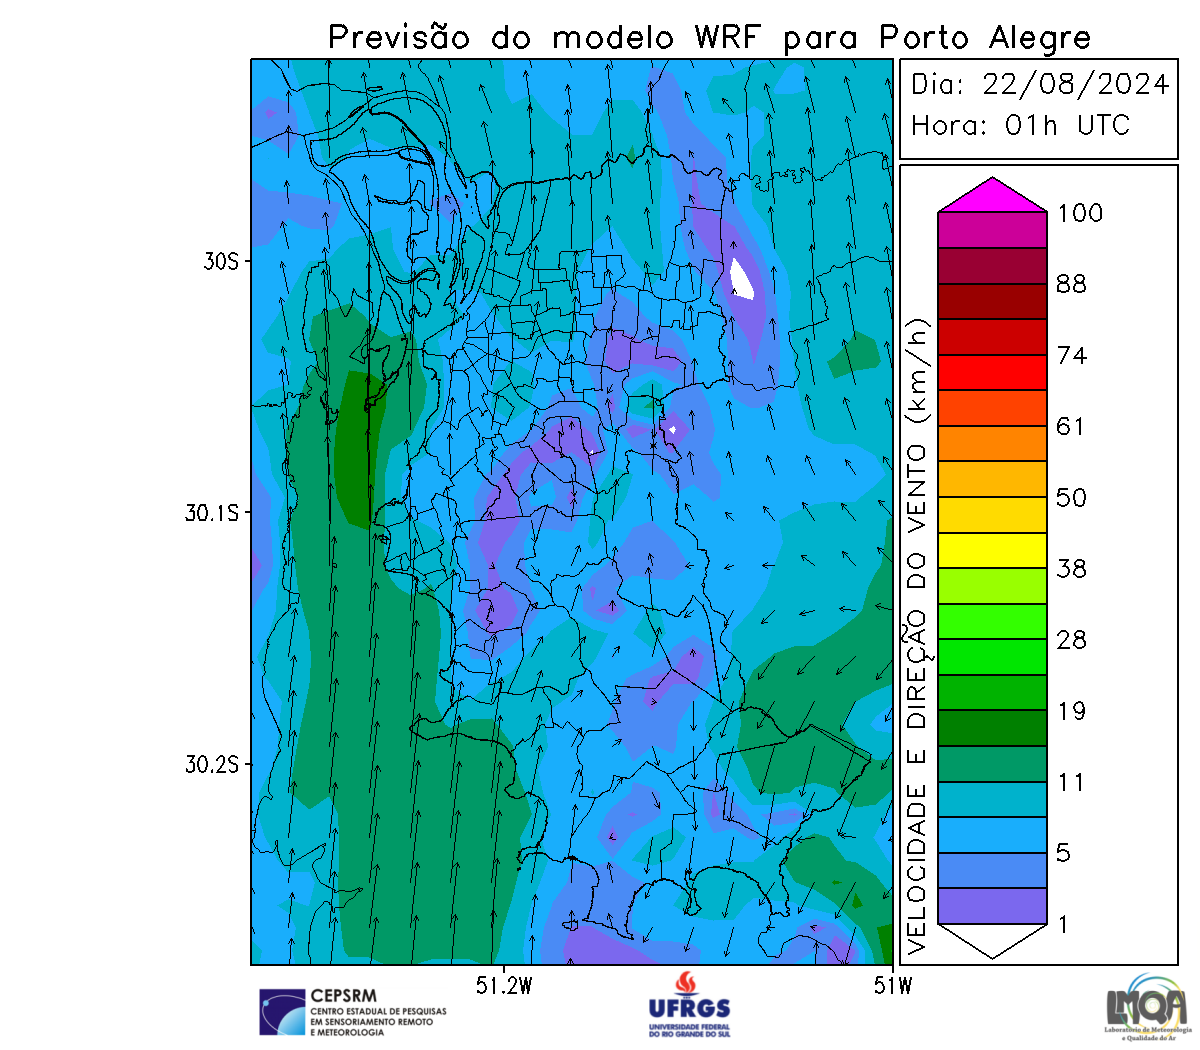 Previsão do modelo WRF para Porto Alegre
Dia: 22/08/2024
Hora: 01h UTC
30S
30.1S
30.2S
51.2W
51W
VELOCIDADE E DIREÇÃO DO VENTO (km/h)
100
88
74
61
50
38
28
19
11
5
1
CEPSRM
CENTRO ESTADUAL DE PESQUISAS
EM SENSORIAMENTO REMOTO
E METEOROLOGIA
UFRGS
UNIVERSIDADE FEDERAL
DO RIO GRANDE DO SUL
LMQA
Laboratório de Meteorologia
e Qualidade do Ar